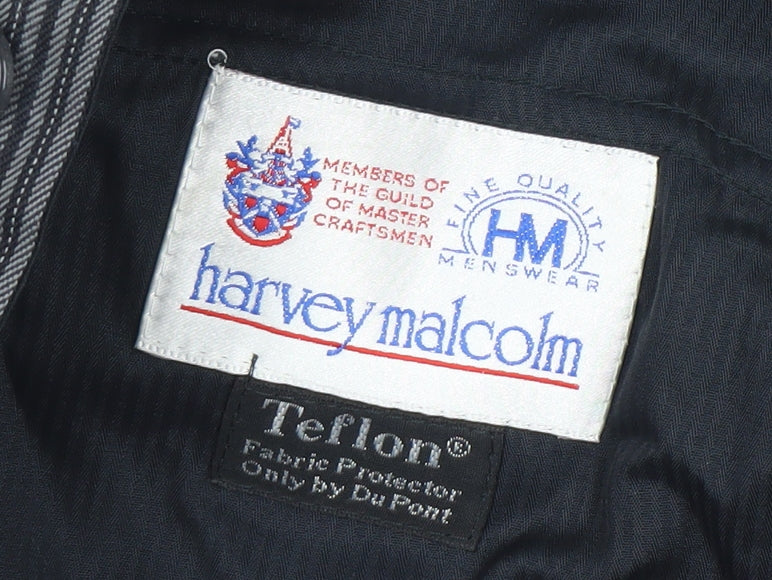 MEMBERS OF
THE GUILD
OF MASTER
CRAFTSMEN
FINE QUALITY
HM
MENSWEAR
harvey malcolm
Teflon®
Fabric Protector
Only by Du Pont